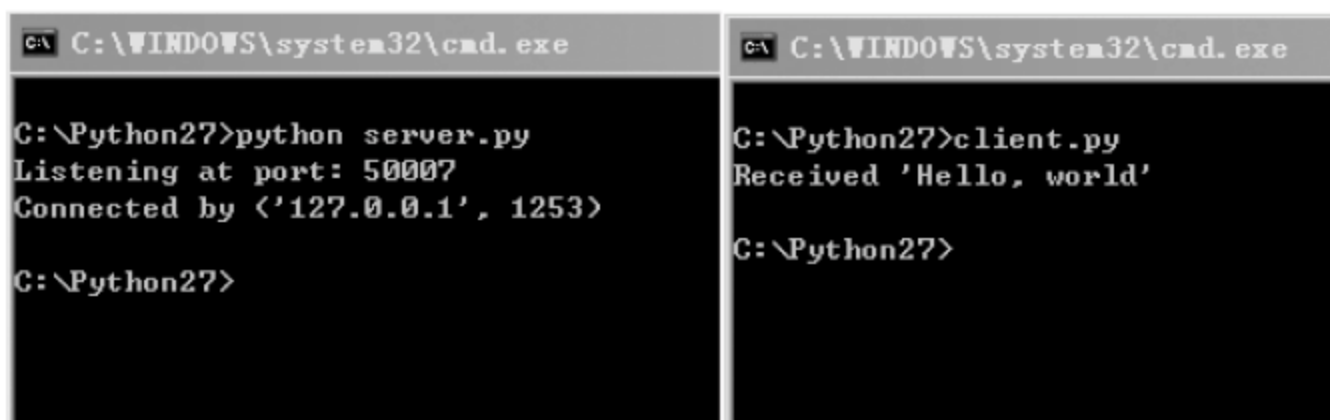 C:\WINDOWS\system32\cmd.exe
C:\Python27>python server.py
Listening at port: 50007
Connected by ('127.0.0.1', 1253)
C:\Python27>
C:\WINDOWS\system32\cmd.exe
C:\Python27>client.py
Received 'Hello, world'
C:\Python27>